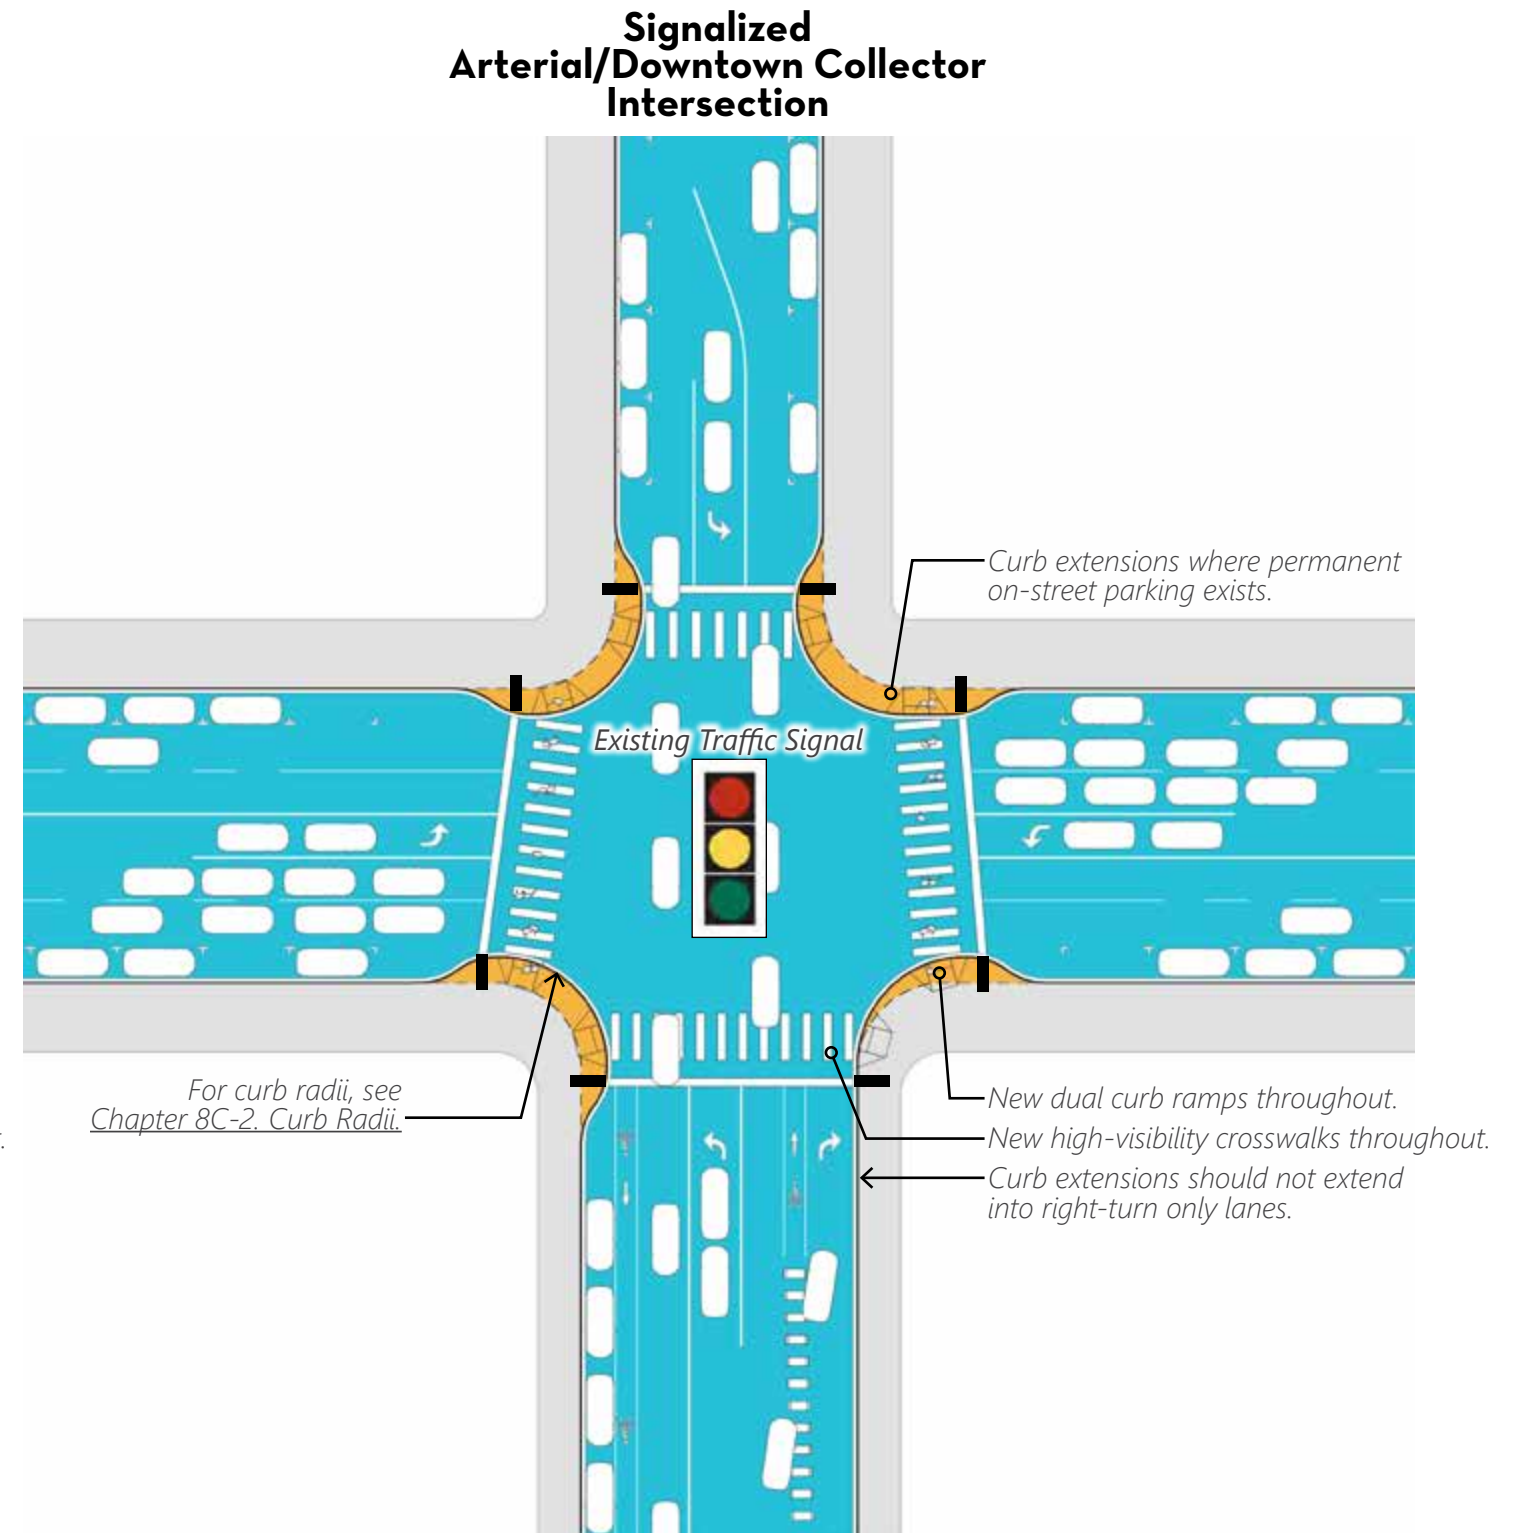 Signalized
Arterial/Downtown Collector
Intersection
Curb extensions where permanent
on-street parking exists.
Existing Traffic Signal
For curb radii, see
Chapter 8C-2. Curb Radii.
New dual curb ramps throughout.
New high-visibility crosswalks throughout.
Curb extensions should not extend
into right-turn only lanes.